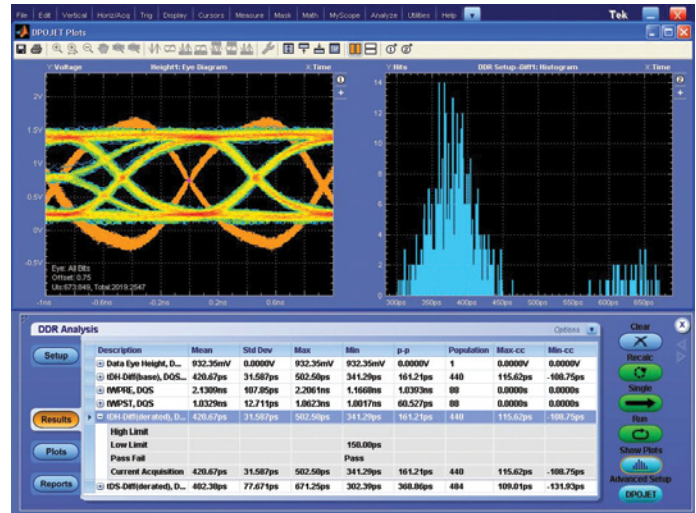 File Edit Vertical Horiz/Acq Trig Display Cursors Measure Mask Math MyScope Analyze Utilities Help Tek
DPOJET Plots
Y:Voltage Height1: Eye Diagram X:Time
2V
1.5V
1V
0.5V
0V
-0.5V
Eye: All Bits
Offset: 0.75
UIs:673:849, Total:2019:2547
-1ns -0.6ns -0.2ns 0.2ns 0.6ns
Y:Hits DDR Setup-Diff1: Histogram X:Time
14
12
10
8
6
4
2
0
300ps 350ps 400ps 450ps 500ps 550ps 600ps 650ps
DDR Analysis Options
Setup
Results
Plots
Reports
Description Mean Std Dev Max Min p-p Population Max-cc Min-cc
Data Eye Height, D... 932.35mV 0.0000V 932.35mV 932.35mV 0.0000V 1 0.0000V 0.0000V
tDH-Diff(base), DQS... 420.67ps 31.587ps 502.50ps 341.29ps 161.21ps 440 115.62ps -108.75ps
tWPRE, DQS 2.1309ns 107.85ps 2.2061ns 1.1668ns 1.0393ns 89 0.0000s 0.0000s
tWPST, DQS 1.0329ns 12.711ps 1.0623ns 1.0017ns 60.527ps 88 0.0000s 0.0000s
tDH-Diff(derated), D... 420.67ps 31.587ps 502.50ps 341.29ps 161.21ps 440 115.62ps -108.75ps
High Limit
Low Limit 150.00ps
Pass Fail Pass
Current Acquisition 420.67ps 31.587ps 502.50ps 341.29ps 161.21ps 440 115.62ps -108.75ps
tDS-Diff(derated), D... 402.30ps 77.671ps 671.25ps 302.39ps 368.86ps 484 109.01ps -131.93ps
Clear
Recalc
Single
Run
Show Plots
Advanced Setup
DPOJET